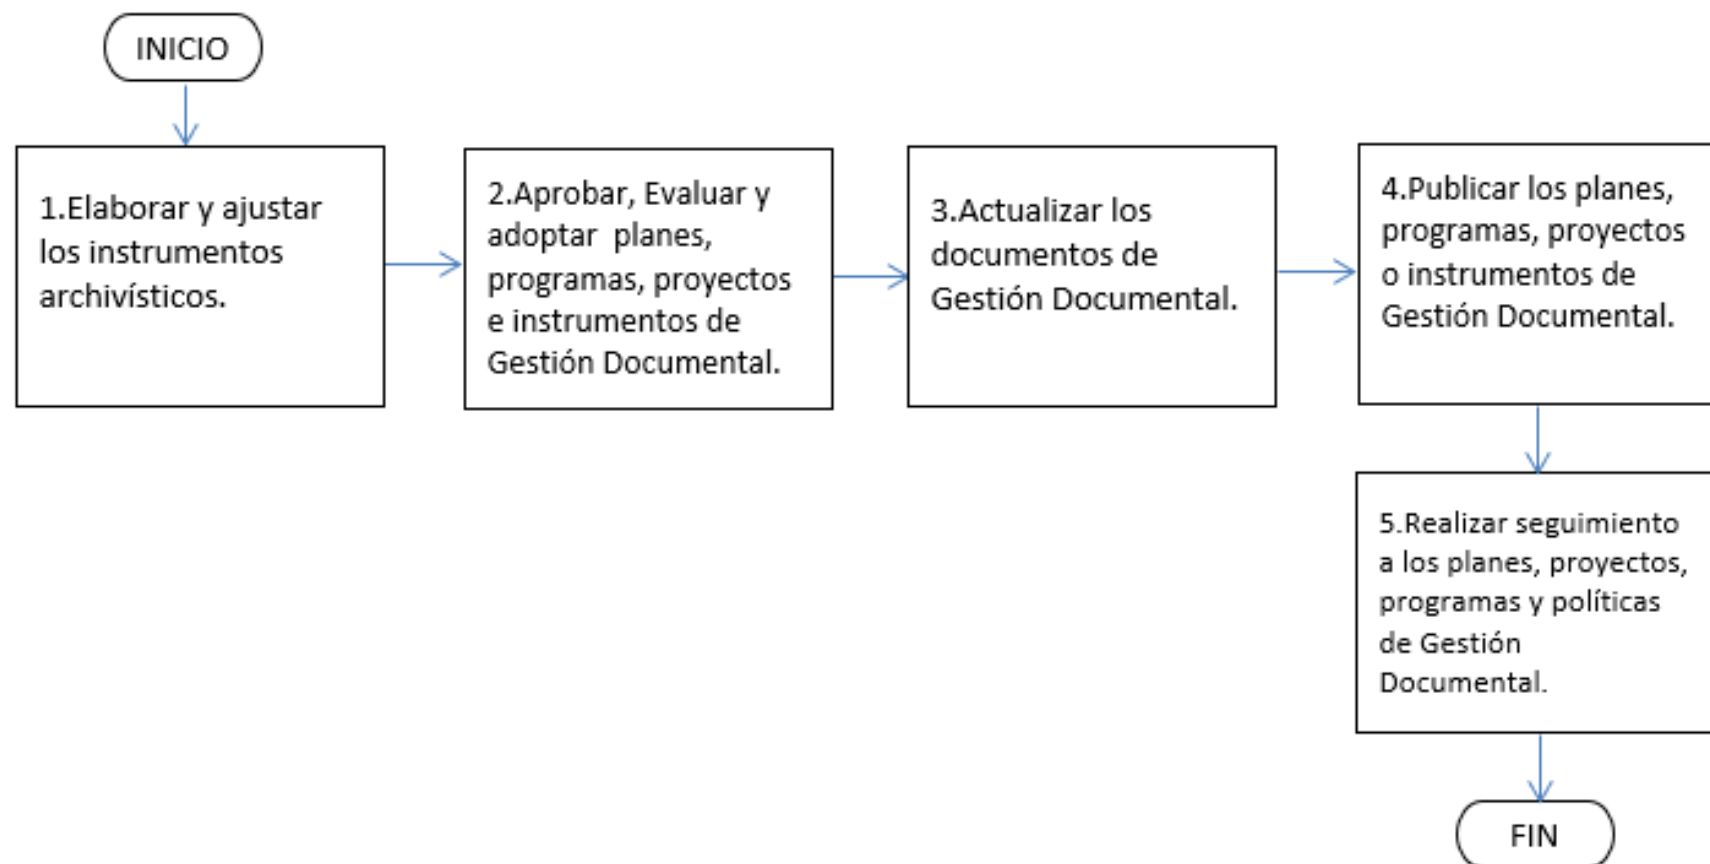 INICIO
1.Elaborar y ajustar
los instrumentos
archivísticos.
2.Aprobar, Evaluar y
adoptar planes,
programas, proyectos
e instrumentos de
Gestión Documental.
3.Actualizar los
documentos de
Gestión Documental.
4.Publicar los planes,
programas, proyectos
o instrumentos de
Gestión Documental.
5.Realizar seguimiento
a los planes, proyectos,
programas y políticas
de Gestión
Documental.
FIN